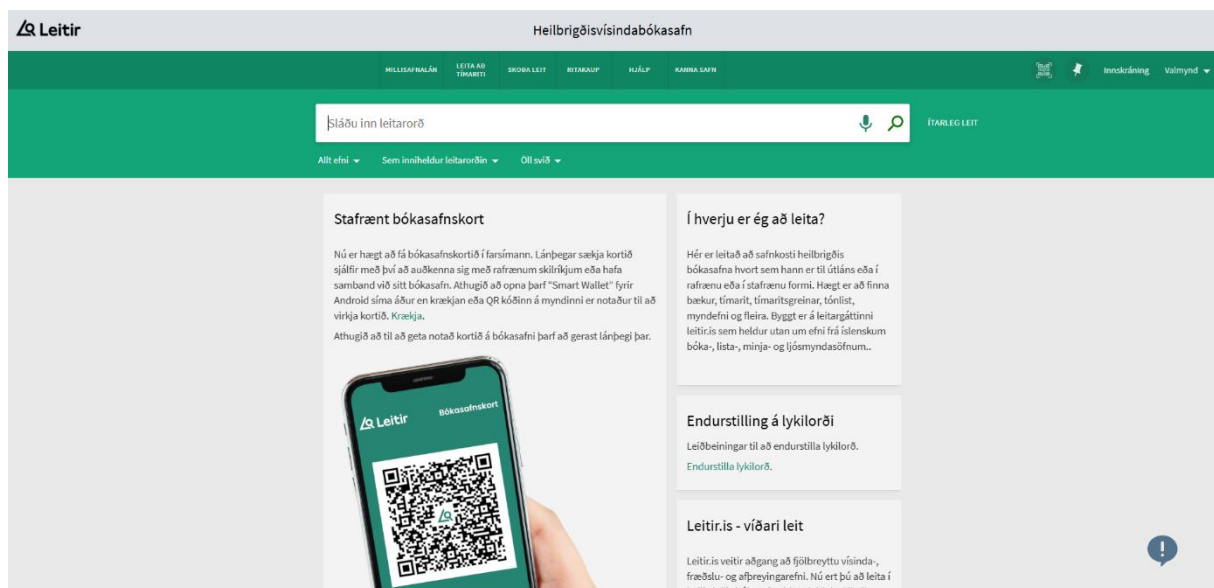 Leitir
Heilbrigðisvísindabókasafn
MILLISAFNALÁN
LEITA AÐ
TÍMARITI
SKOÐA LEIT
RITAKAUP
HJÁLP
KANNA SAFN
Innskráning
Valmynd
Sláðu inn leitarorð
ÍTARLEG LEIT
Allt efni
Sem inniheldur leitarorðin
Öll svið
Stafrænt bókasafnskort
Nú er hægt að fá bókasafnskortið í farsímann. Lánþegar sækja kortið
sjálfir með því að auðkenna sig með rafrænum skilríkjum eða hafa
samband við sitt bókasafn. Athugið að opna þarf “Smart Wallet” fyrir
Android síma áður en krækjan eða QR kóðinn á myndinni er notaður til að
virkja kortið. Krækja.
Athugið að til að geta notað kortið á bókasafni þarf að gerast lánþegi þar.
Leitir
Bókasafnskort
Í hverju er ég að leita?
Hér er leitað að safnkosti heilbrigðis
bókasafna hvort sem hann er til útláns eða í
rafrænu eða í stafrænu formi. Hægt er að finna
bækur, tímarit, tímaritsgreinar, tónlist,
myndefni og fleira. Byggt er á leitargáttinni
leitir.is sem heldur utan um efni frá íslenskum
bóka-, lista-, minja- og ljósmyndasöfnum..
Endurstilling á lykilorði
Leiðbeiningar til að endurstilla lykilorð.
Endurstilla lykilorð.
Leitir.is - víðari leit
Leitir.is veitir aðgang að fjölbreyttu vísinda-,
fræðslu- og afþreyingarefni. Nú ert þú að leita í